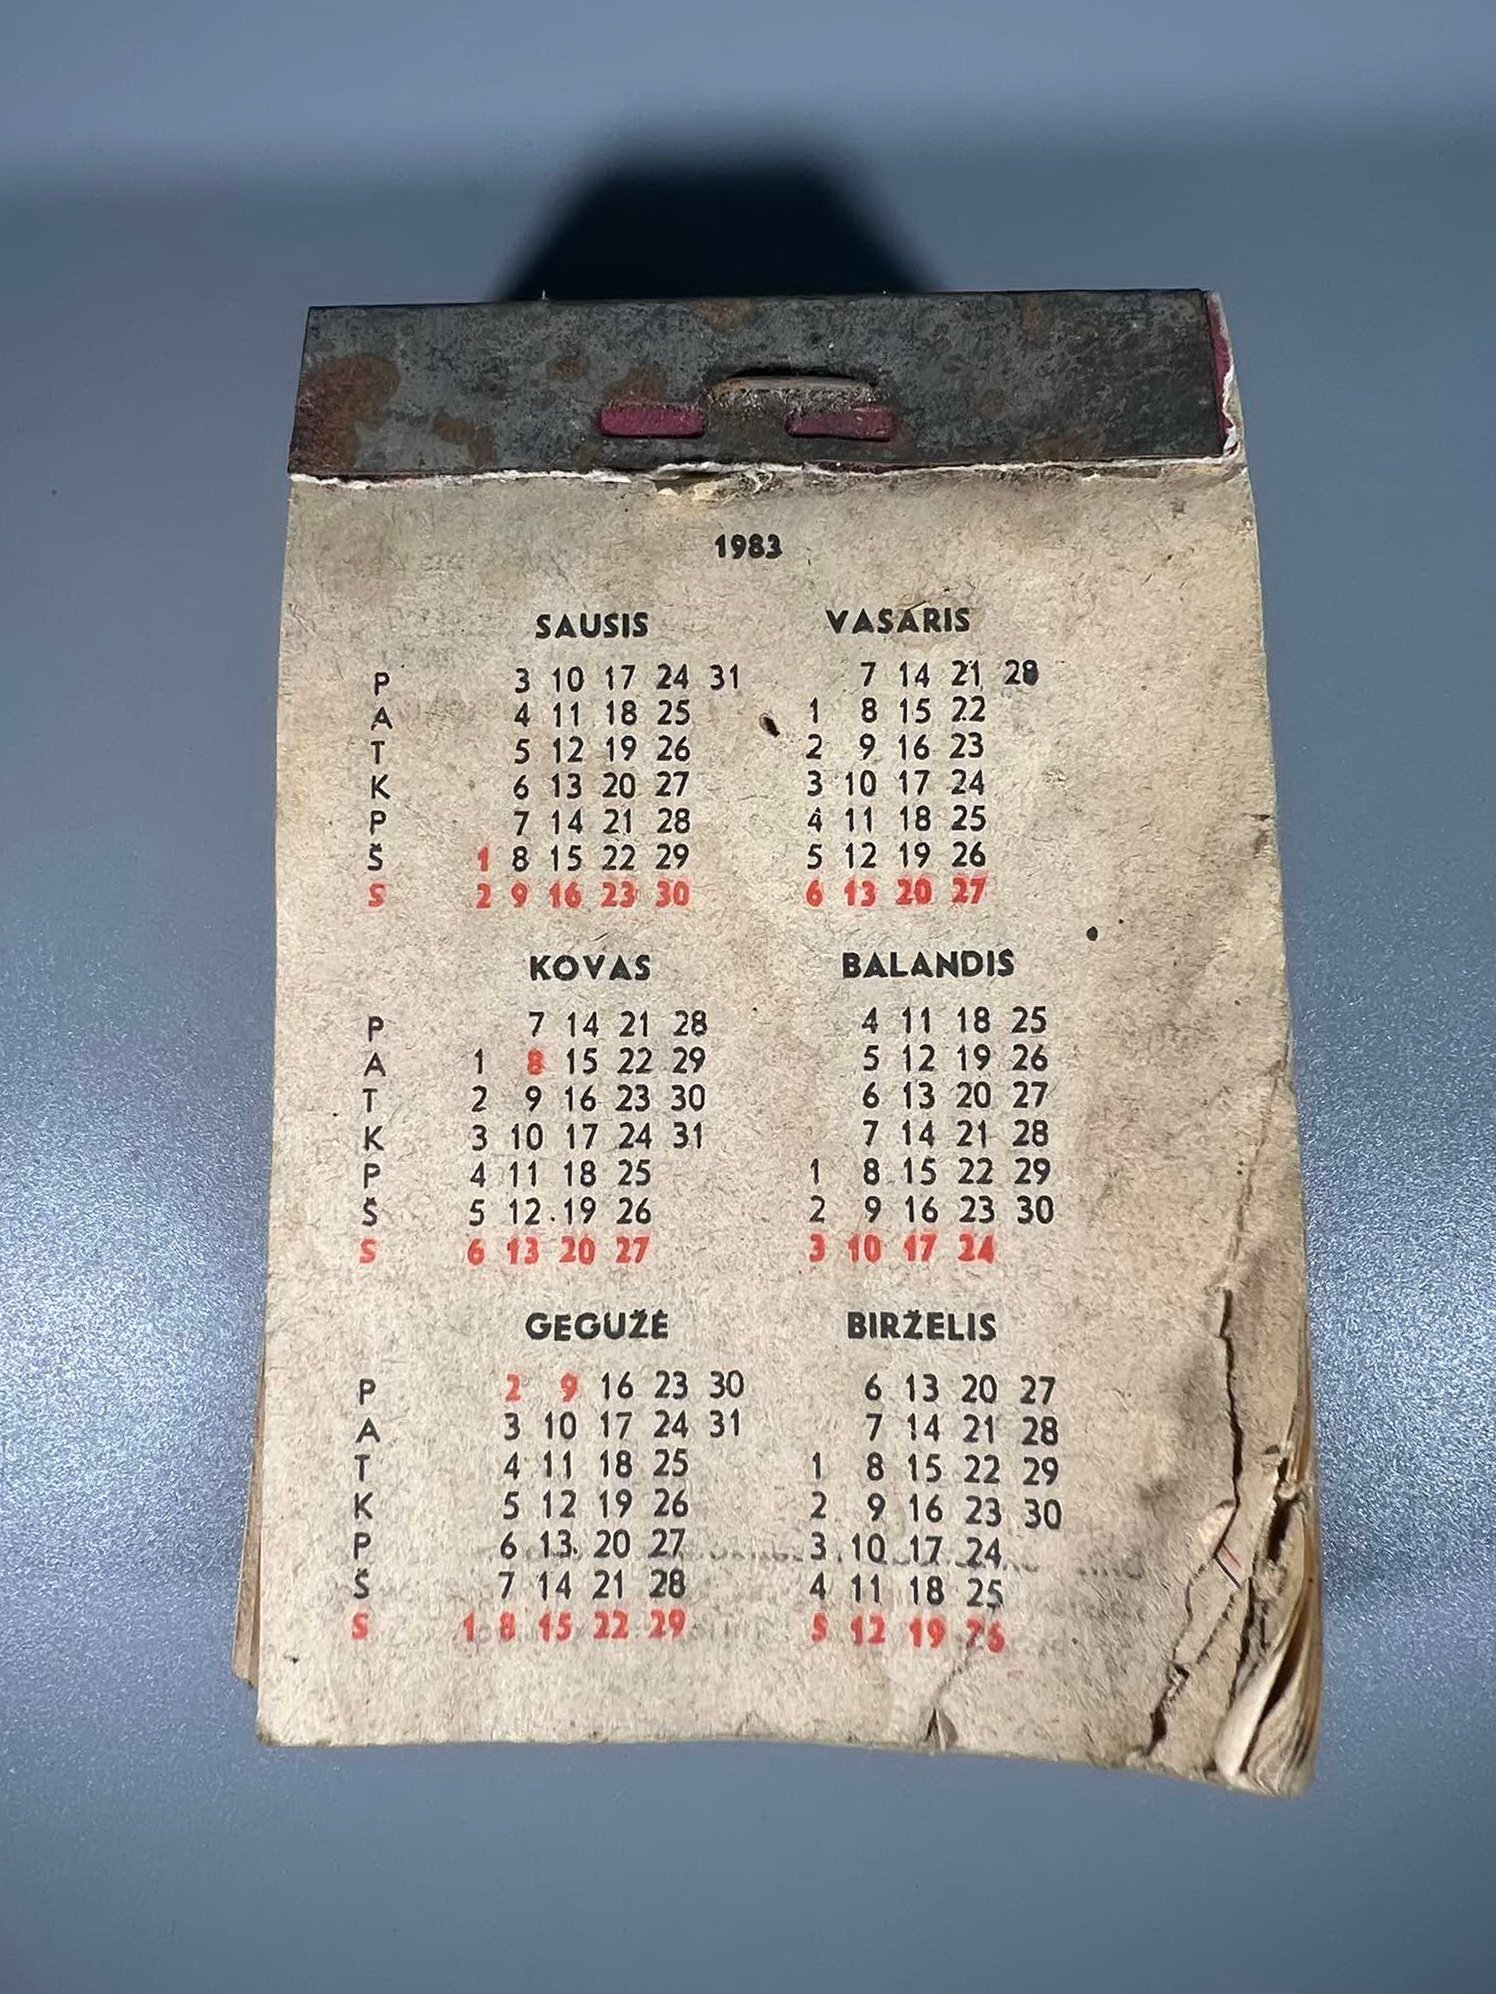 1983
SAUSIS VASARIS
P 3 10 17 24 31 7 14 21 28
A 4 11 18 25 1 8 15 22
T 5 12 19 26 2 9 16 23
K 6 13 20 27 3 10 17 24
P 7 14 21 28 4 11 18 25
Š 1 8 15 22 29 5 12 19 26
S 2 9 16 23 30 6 13 20 27
KOVAS BALANDIS
P 7 14 21 28 4 11 18 25
A 1 8 15 22 29 5 12 19 26
T 2 9 16 23 30 6 13 20 27
K 3 10 17 24 31 7 14 21 28
P 4 11 18 25 1 8 15 22 29
Š 5 12 19 26 2 9 16 23 30
S 6 13 20 27 3 10 17 24
GEGUŽĖ BIRŽELIS
P 2 9 16 23 30 6 13 20 27
A 3 10 17 24 31 7 14 21 28
T 4 11 18 25 1 8 15 22 29
K 5 12 19 26 2 9 16 23 30
P 6 13 20 27 3 10 17 24
Š 7 14 21 28 4 11 18 25
S 1 8 15 22 29 5 12 19 26